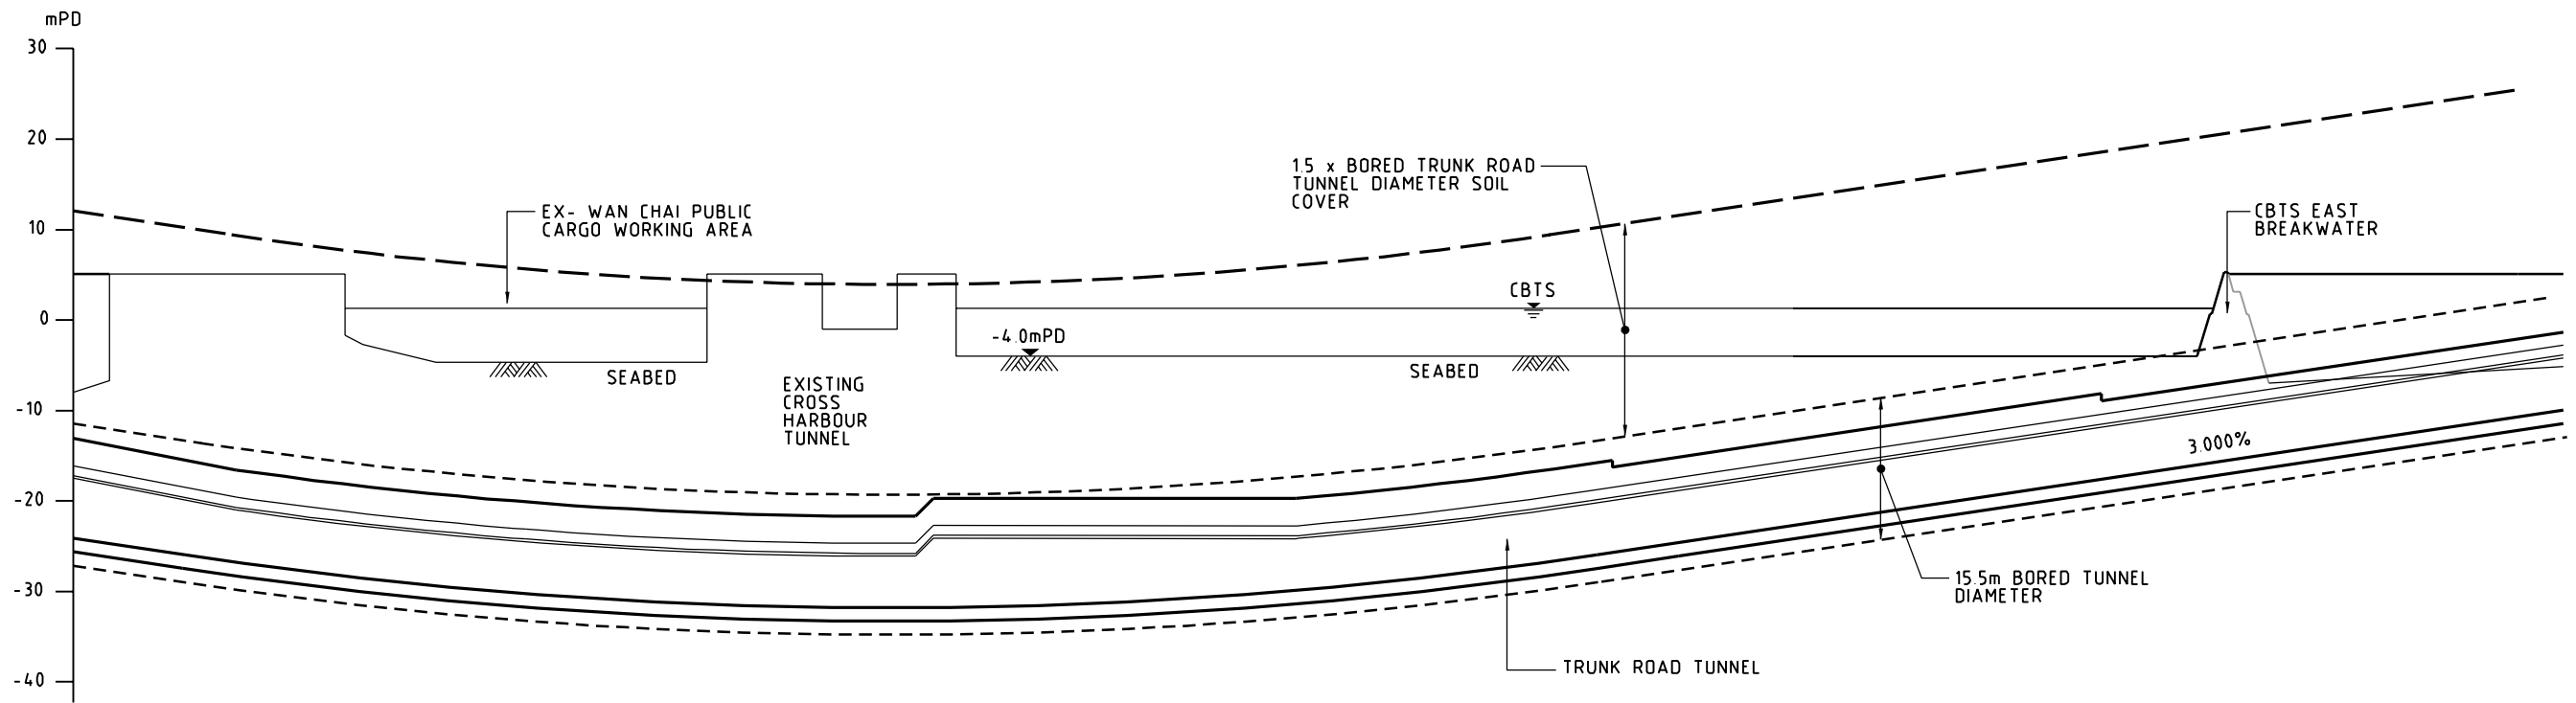 mPD
30
20
10
0
-10
-20
-30
-40
EX- WAN CHAI PUBLIC
CARGO WORKING AREA
1.5 x BORED TRUNK ROAD
TUNNEL DIAMETER SOIL
COVER
CBTS EAST
BREAKWATER
CBTS
-4.0mPD
SEABED
SEABED
EXISTING
CROSS
HARBOUR
TUNNEL
3.000%
15.5m BORED TUNNEL
DIAMETER
TRUNK ROAD TUNNEL